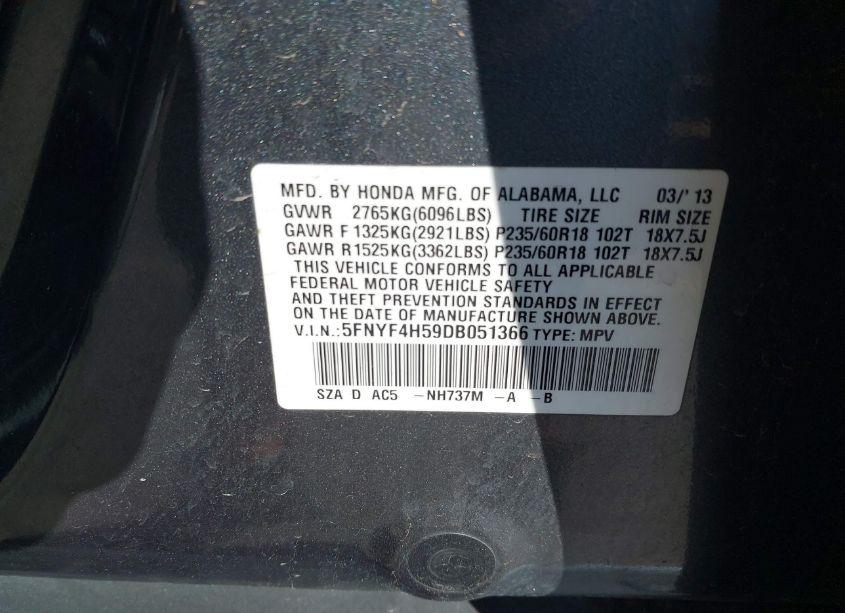 MFD. BY HONDA MFG. OF ALABAMA, LLC 03/' 13
GVWR 2765KG(6096LBS) TIRE SIZE RIM SIZE
GAWR F 1325KG(2921LBS) P235/60R18 102T 18X7.5J
GAWR R1525KG(3362LBS) P235/60R18 102T 18X7.5J
THIS VEHICLE CONFORMS TO ALL APPLICABLE
FEDERAL MOTOR VEHICLE SAFETY
AND THEFT PREVENTION STANDARDS IN EFFECT
ON THE DATE OF MANUFACTURE SHOWN ABOVE.
V.I.N.:5FNYF4H59DB051366 TYPE: MPV
SZA D AC5 -NH737M -A -B